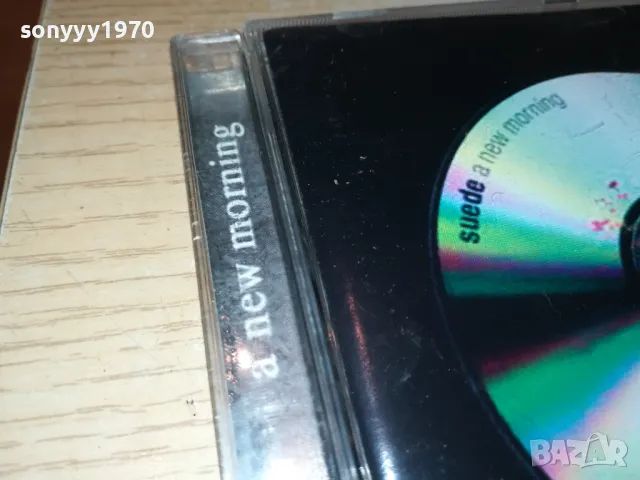 sonyyy1970
a new morning
suede a new morning
BAZAR